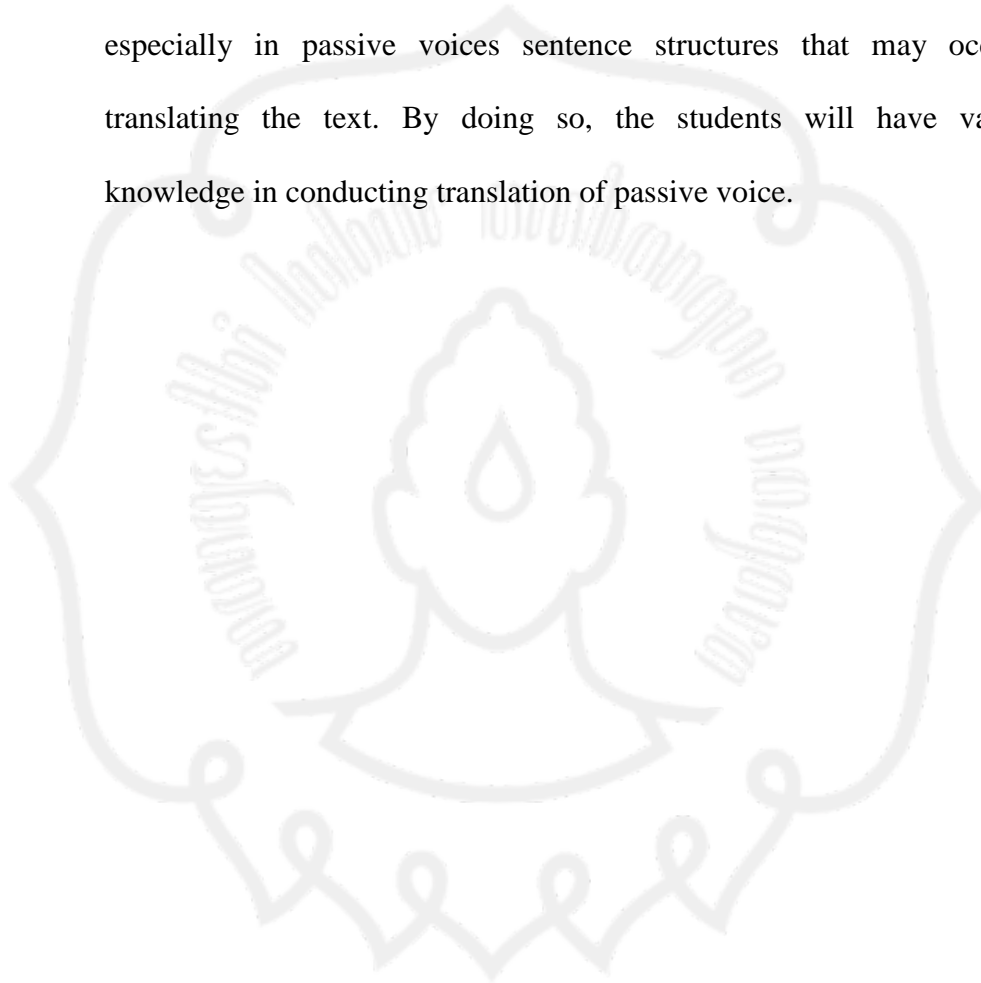 especially in passive voices sentence structures that may
translating the text. By doing so, the students will have
knowledge in conducting translation of passive voice.